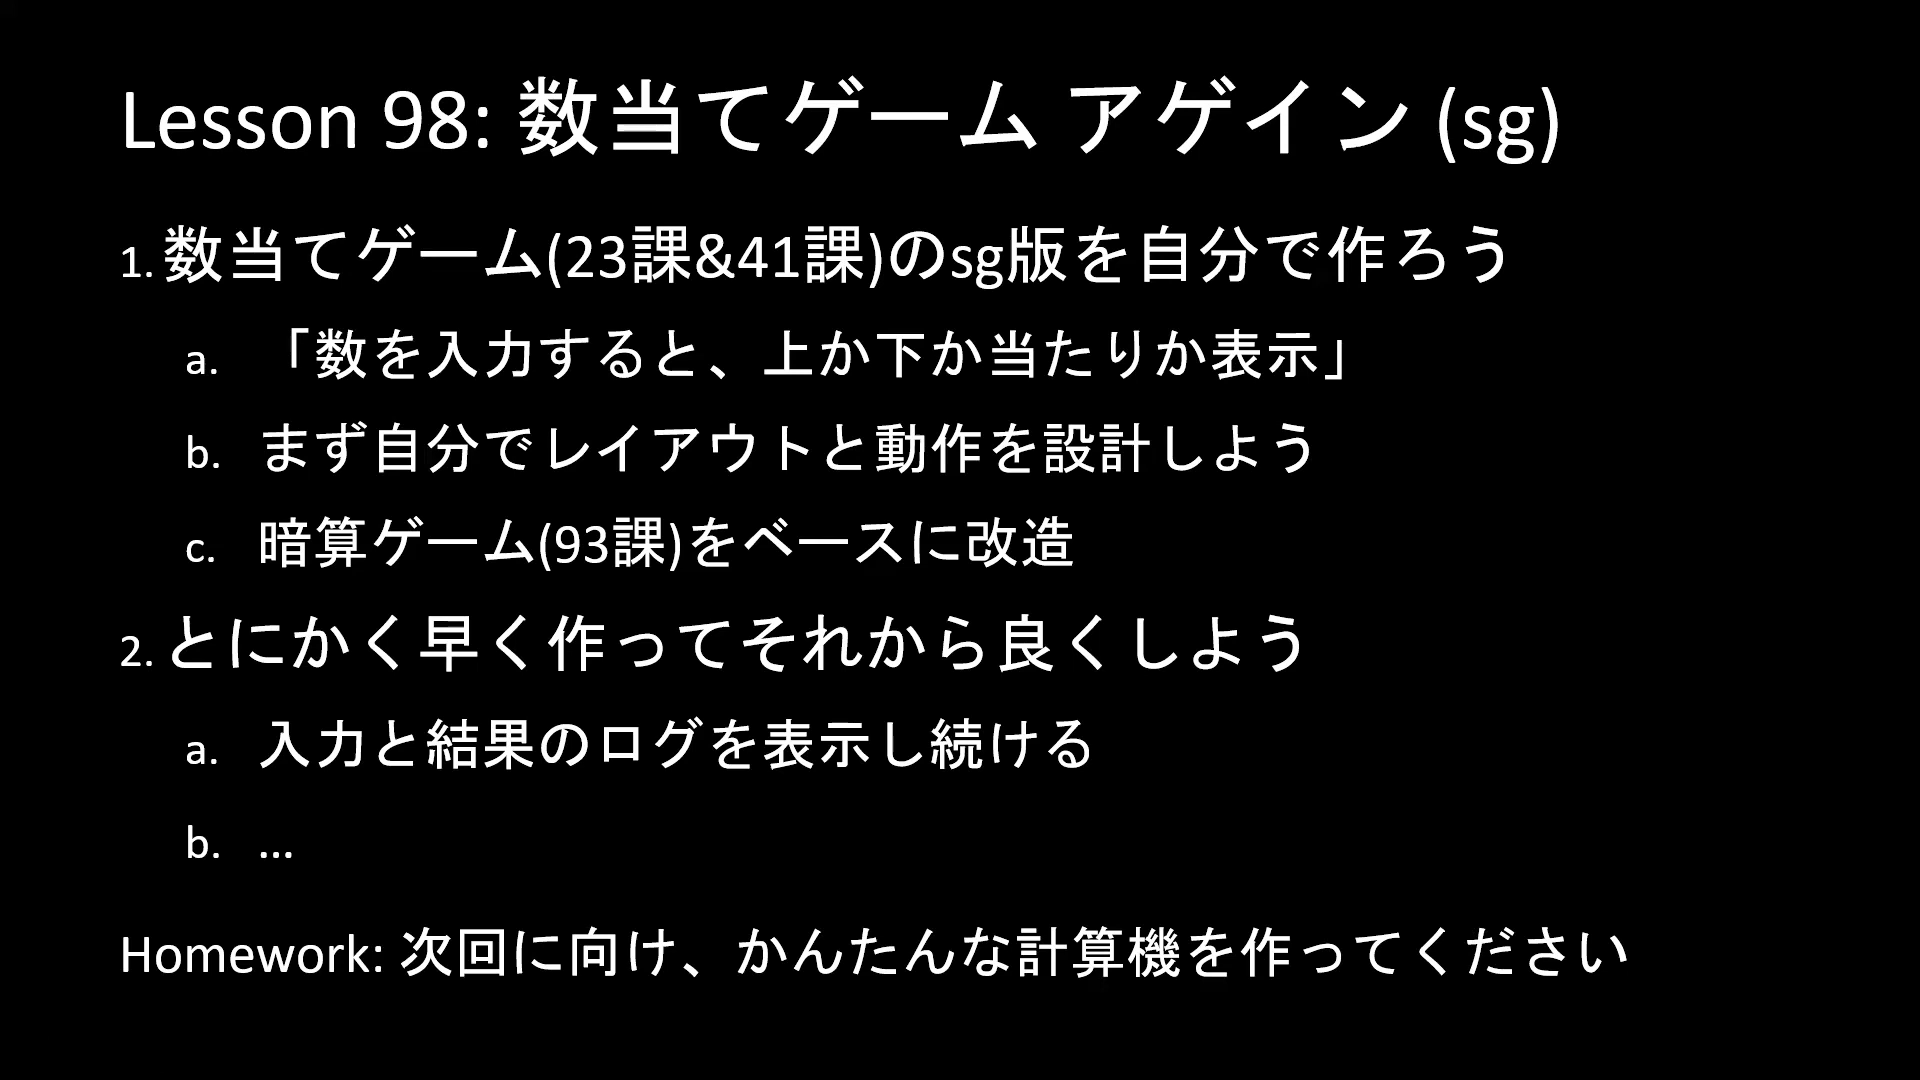 Lesson 98: 数当てゲーム アゲイン (sg)
1. 数当てゲーム(23課&41課)のsg版を自分で作ろう
a. 「数を入力すると、上か下か当たりか表示」
b. まず自分でレイアウトと動作を設計しよう
c. 暗算ゲーム(93課)をベースに改造
2. とにかく早く作ってそれから良くしよう
a. 入力と結果のログを表示し続ける
b. ...
Homework: 次回に向け、かんたんな計算機を作ってください